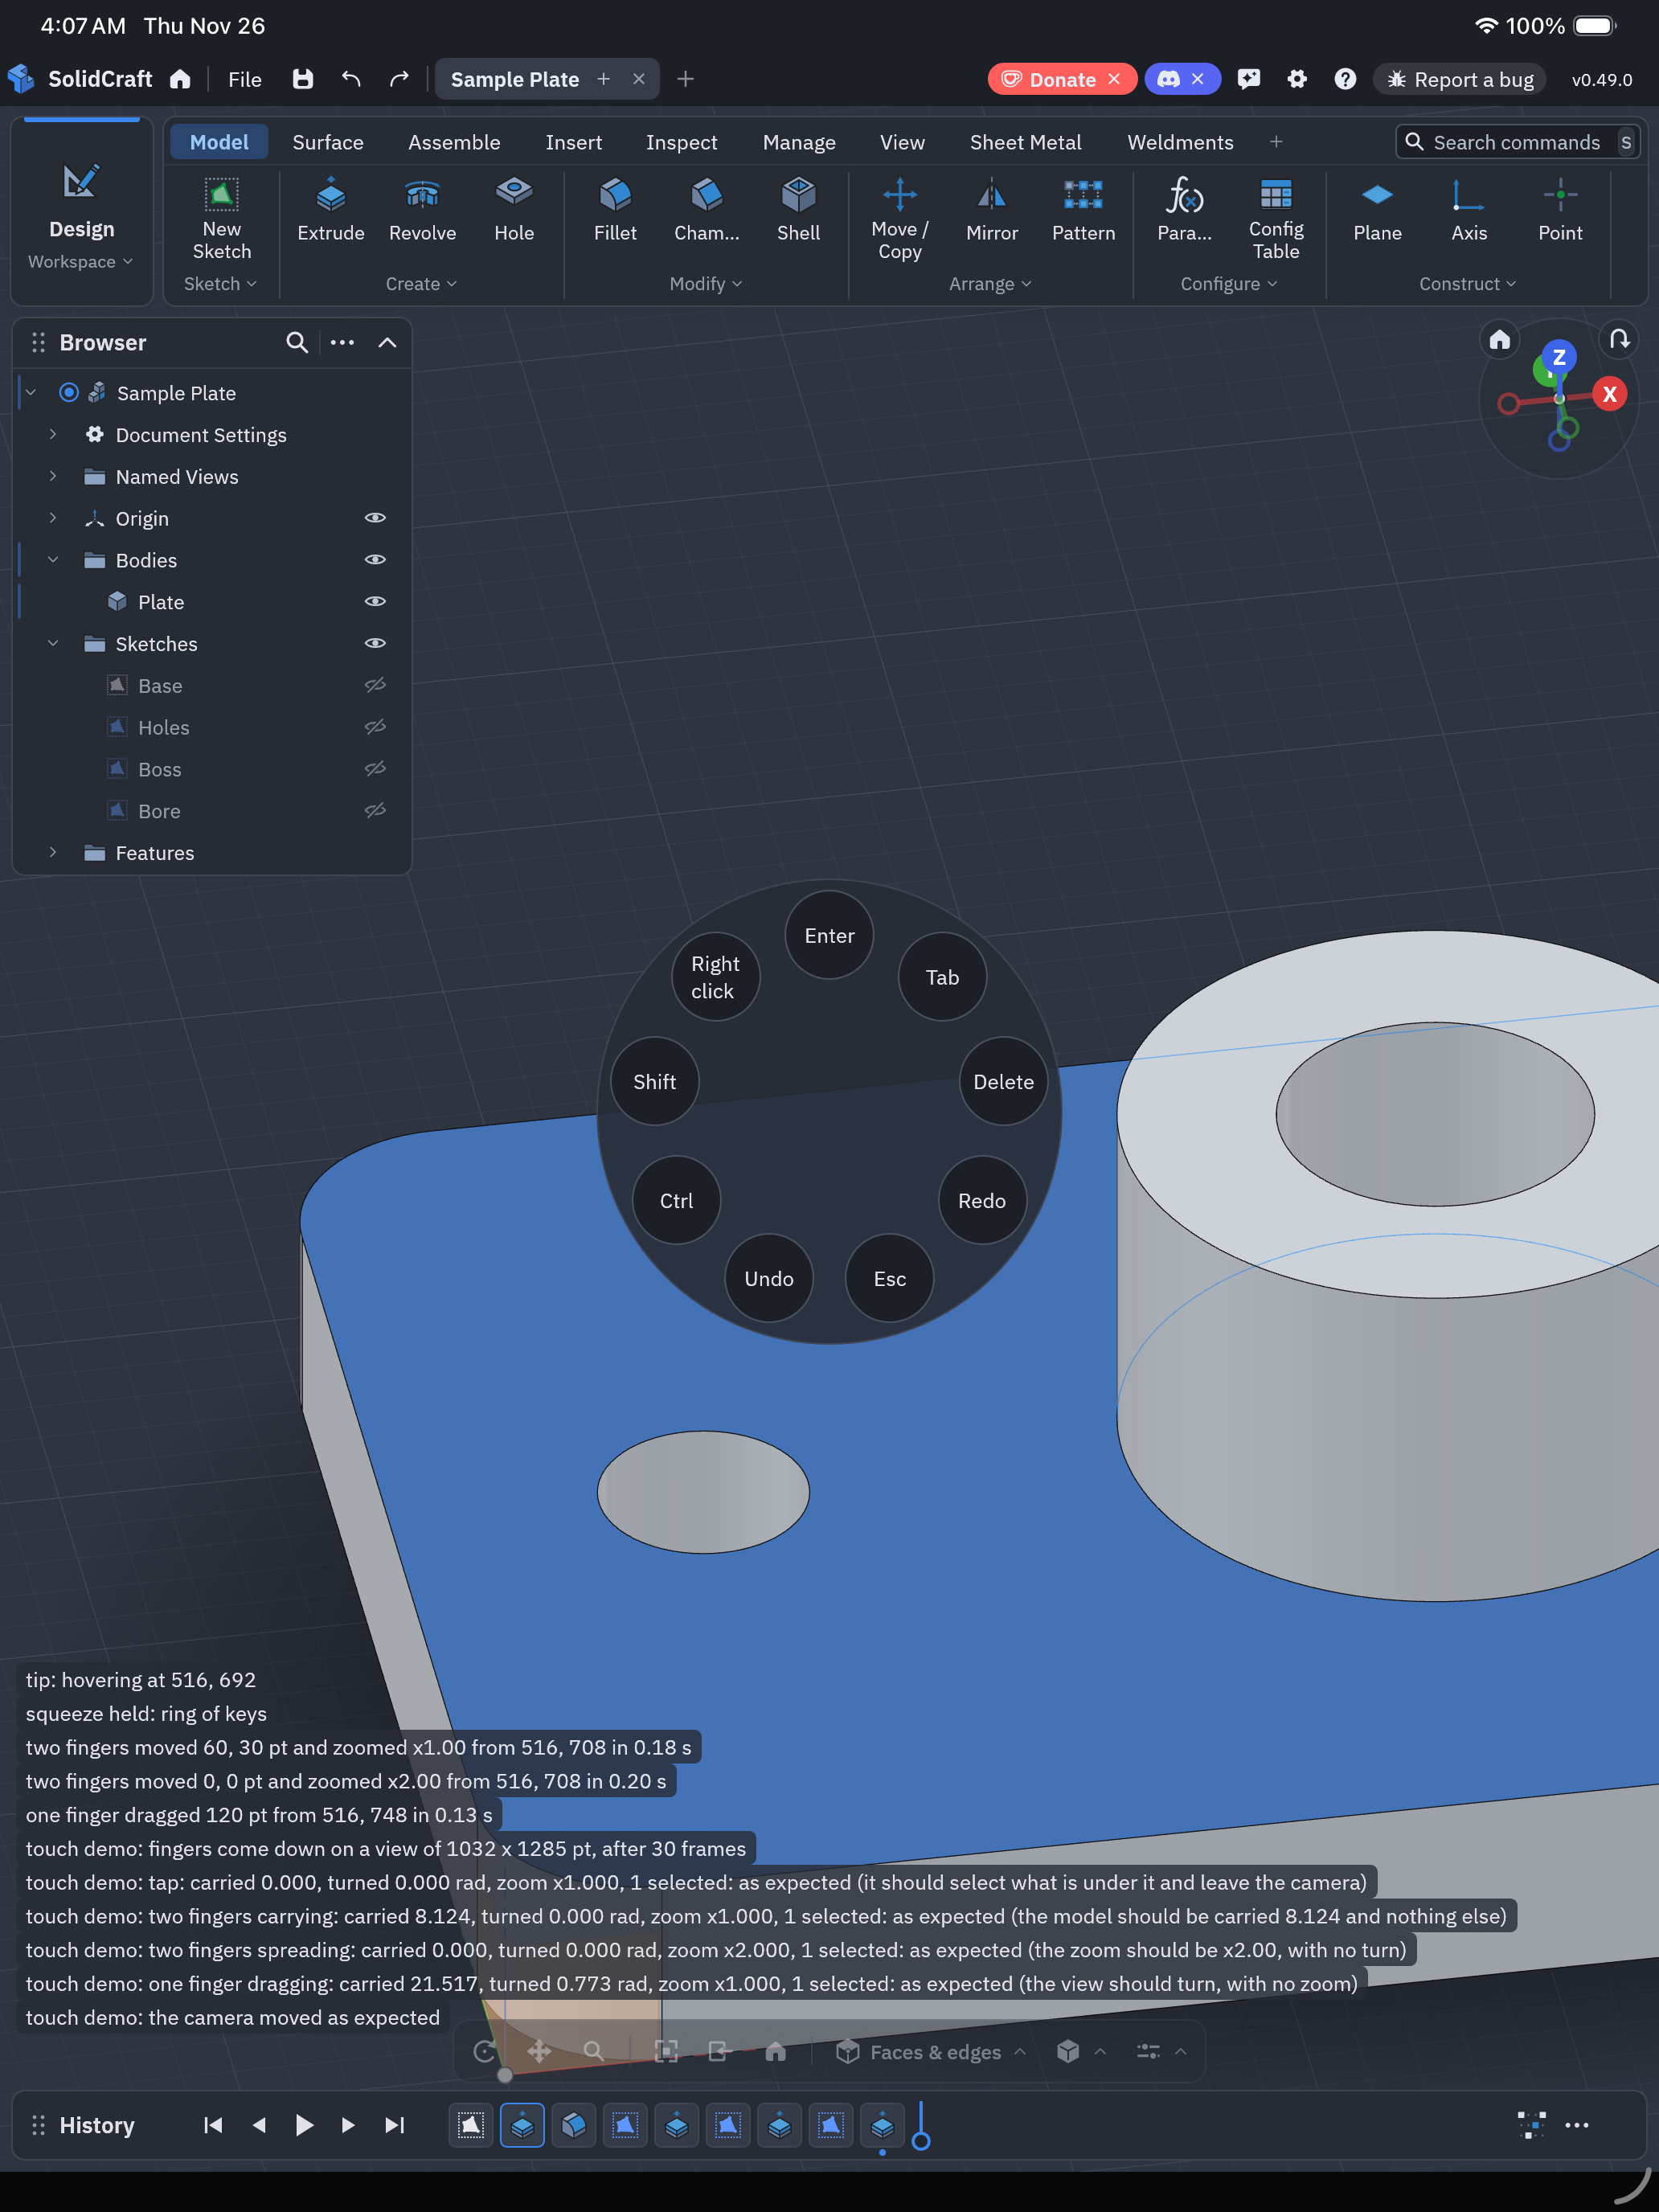 4:07 AM Thu Nov 26
100%
SolidCraft
File
Sample Plate
Donate
Report a bug
v0.49.0
Design
Workspace
Model Surface Assemble Insert Inspect Manage View Sheet Metal Weldments
Search commands S
New Sketch
Extrude
Revolve
Hole
Fillet
Cham...
Shell
Move / Copy
Mirror
Pattern
Para...
Config Table
Plane
Axis
Point
Sketch
Create
Modify
Arrange
Configure
Construct
Browser
Sample Plate
Document Settings
Named Views
Origin
Bodies
Plate
Sketches
Base
Holes
Boss
Bore
Features
Z
X
Enter
Right click
Tab
Shift
Delete
Ctrl
Redo
Undo
Esc
tip: hovering at 516, 692
squeeze held: ring of keys
two fingers moved 60, 30 pt and zoomed x1.00 from 516, 708 in 0.18 s
two fingers moved 0, 0 pt and zoomed x2.00 from 516, 708 in 0.20 s
one finger dragged 120 pt from 516, 748 in 0.13 s
touch demo: fingers come down on a view of 1032 x 1285 pt, after 30 frames
touch demo: tap: carried 0.000, turned 0.000 rad, zoom x1.000, 1 selected: as expected (it should select what is under it and leave the camera)
touch demo: two fingers carrying: carried 8.124, turned 0.000 rad, zoom x1.000, 1 selected: as expected (the model should be carried 8.124 and nothing else)
touch demo: two fingers spreading: carried 0.000, turned 0.000 rad, zoom x2.000, 1 selected: as expected (the zoom should be x2.00, with no turn)
touch demo: one finger dragging: carried 21.517, turned 0.773 rad, zoom x1.000, 1 selected: as expected (the view should turn, with no zoom)
touch demo: the camera moved as expected
Faces & edges
History